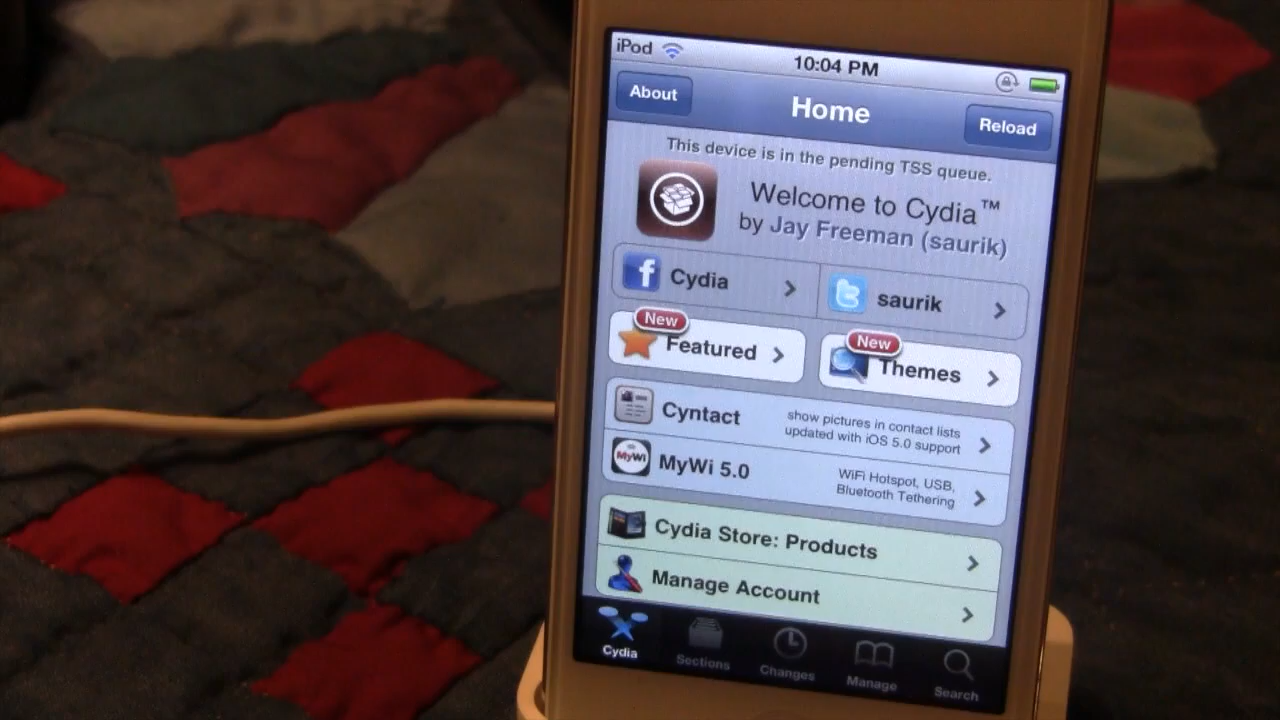 iPod 10:04 PM
About Home Reload
This device is in the pending TSS queue.
Welcome to Cydia™
by Jay Freeman (saurik)
Cydia saurik
New New
Featured Themes
Cyntact show pictures in contact lists
updated with iOS 5.0 support
MyWi MyWi 5.0 WiFi Hotspot, USB,
Bluetooth Tethering
Cydia Store: Products
Manage Account
Cydia Sections Changes Manage Search